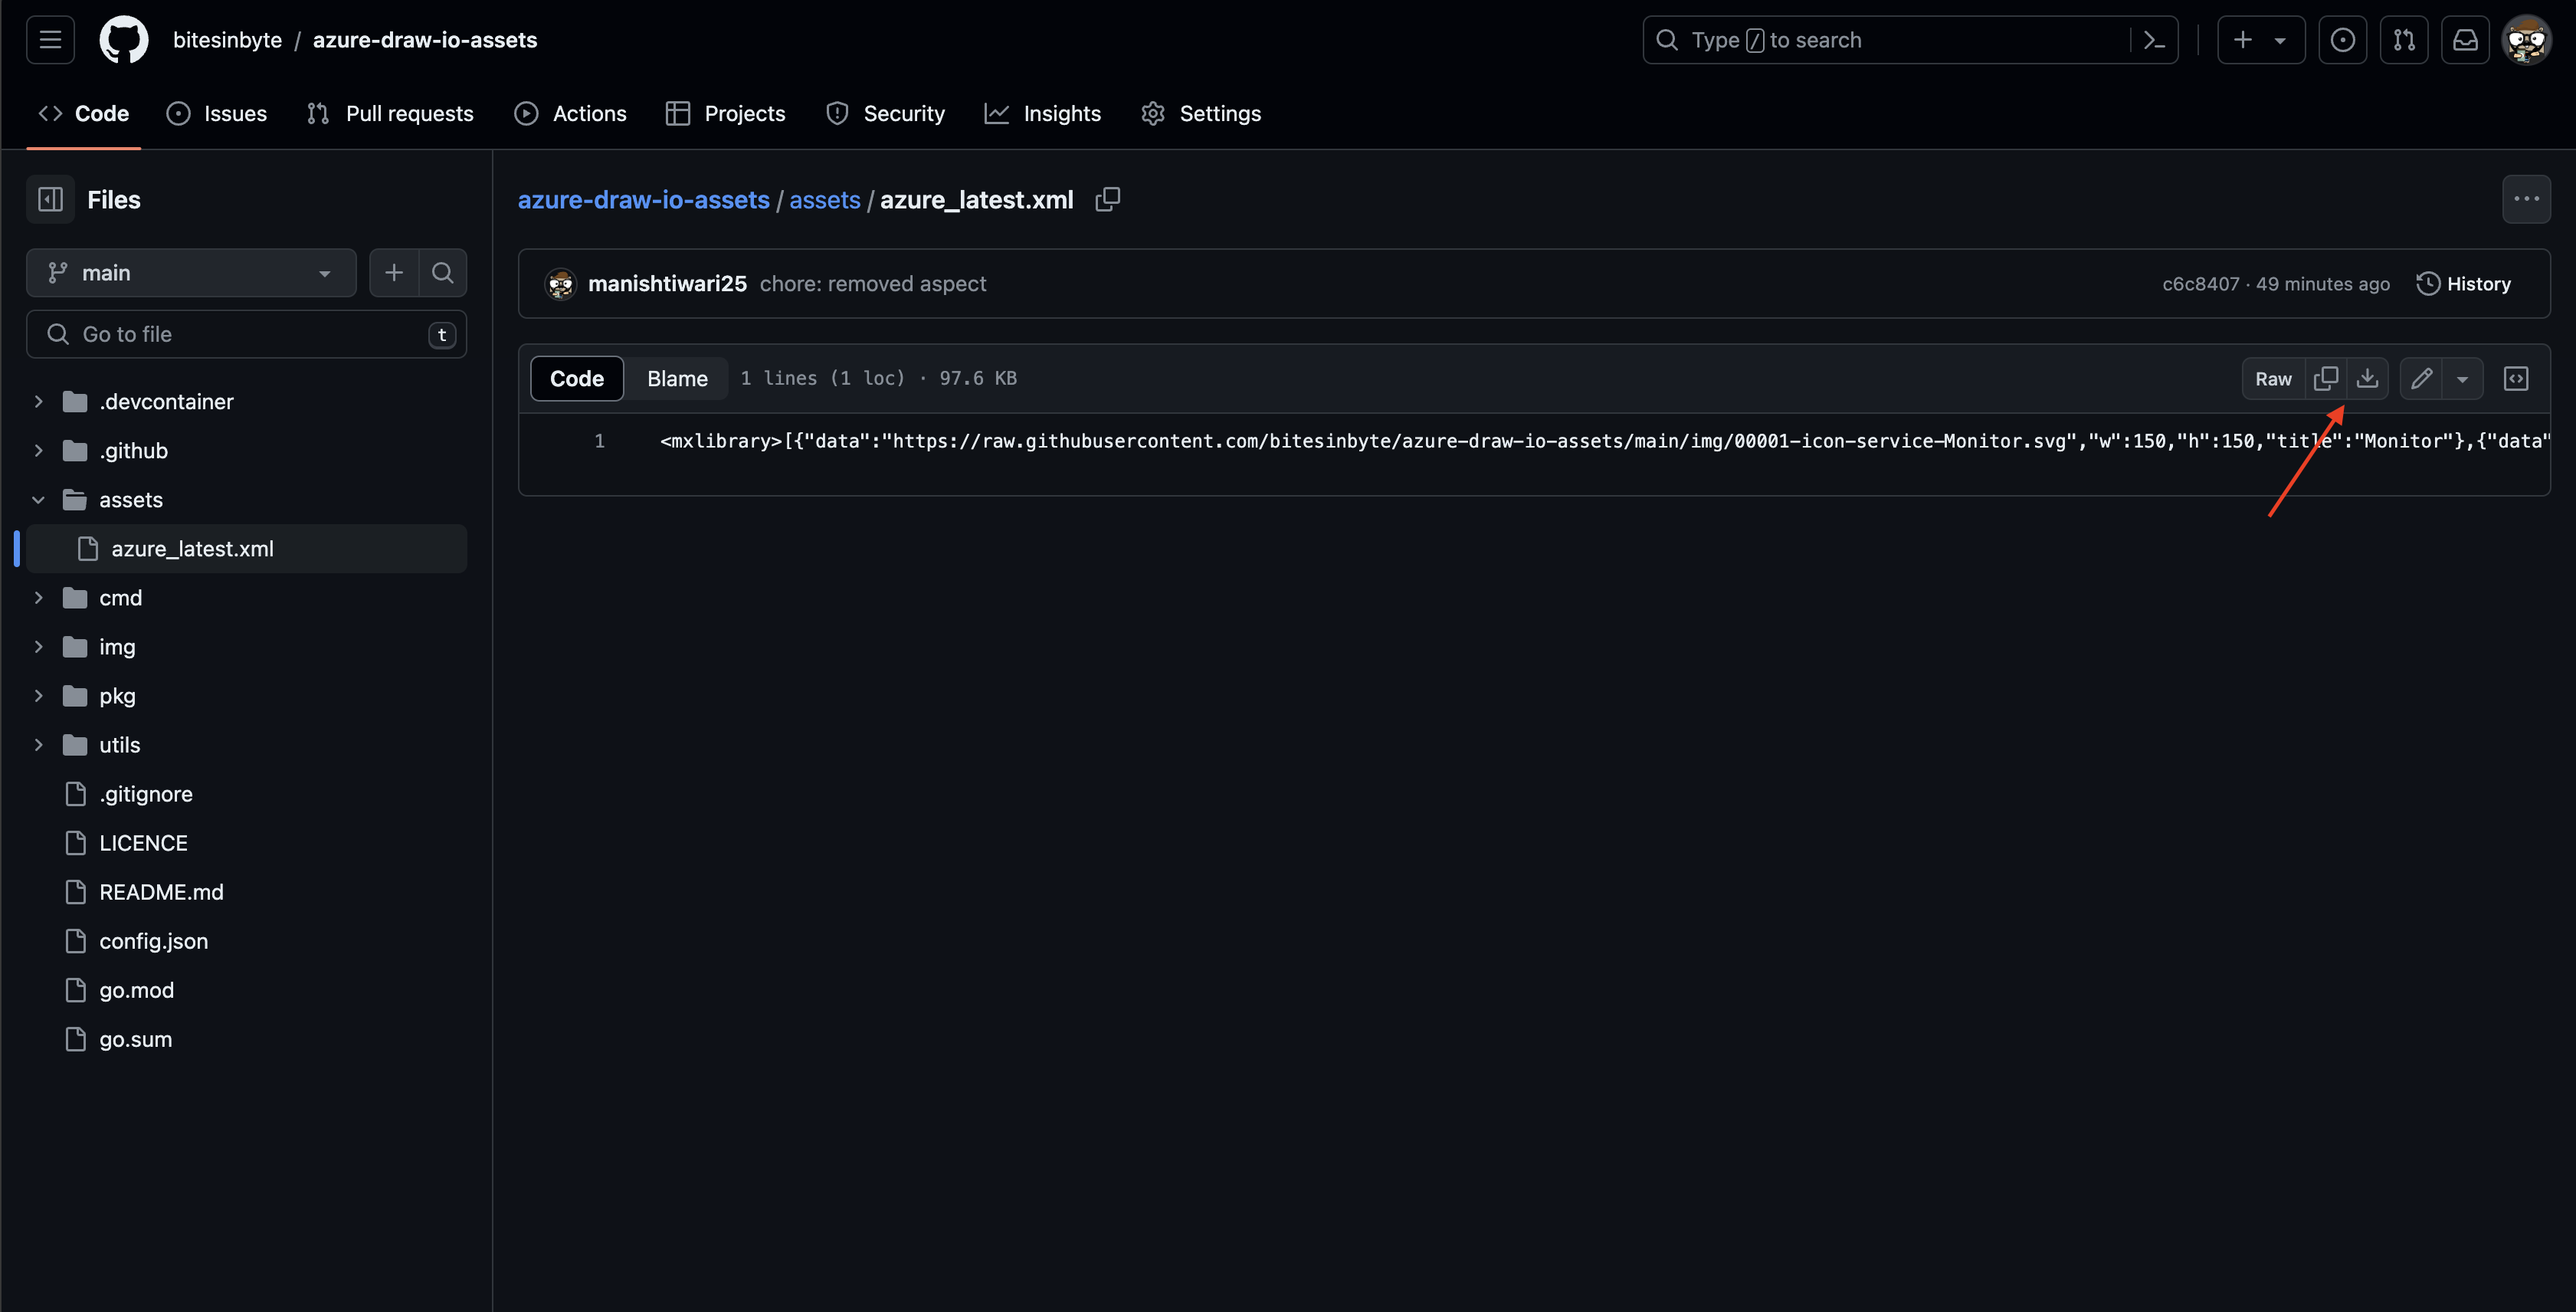 bitesinbyte / azure-draw-io-assets
Type / to search
Code Issues Pull requests Actions Projects Security Insights Settings
Files
main
Go to file t
.devcontainer
.github
assets
azure_latest.xml
cmd
img
pkg
utils
.gitignore
LICENCE
README.md
config.json
go.mod
go.sum
azure-draw-io-assets / assets / azure_latest.xml
manishtiwari25 chore: removed aspect c6c8407 · 49 minutes ago History
Code Blame 1 lines (1 loc) · 97.6 KB Raw
1 <mxlibrary>[{"data":"https://raw.githubusercontent.com/bitesinbyte/azure-draw-io-assets/main/img/00001-icon-service-Monitor.svg","w":150,"h":150,"title":"Monitor"},{"data"